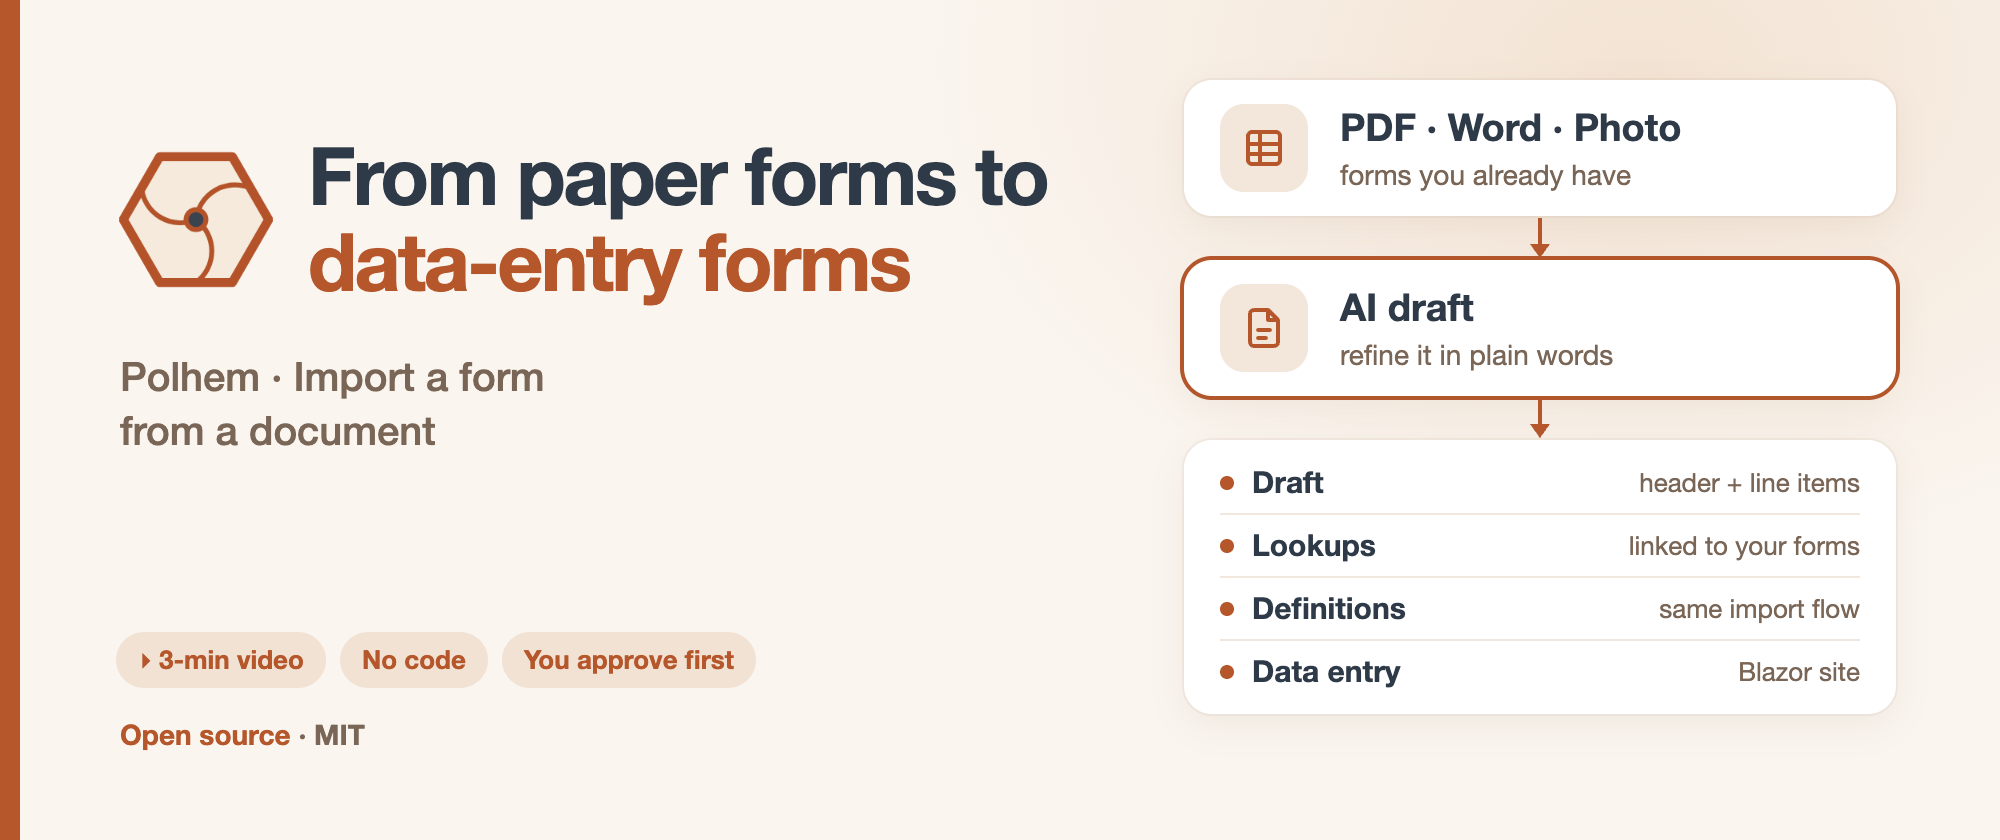 From paper forms to
data-entry forms
Polhem · Import a form
from a document
3-min video
No code
You approve first
Open source · MIT
PDF · Word · Photo
forms you already have
AI draft
refine it in plain words
Draft
header + line items
Lookups
linked to your forms
Definitions
same import flow
Data entry
Blazor site